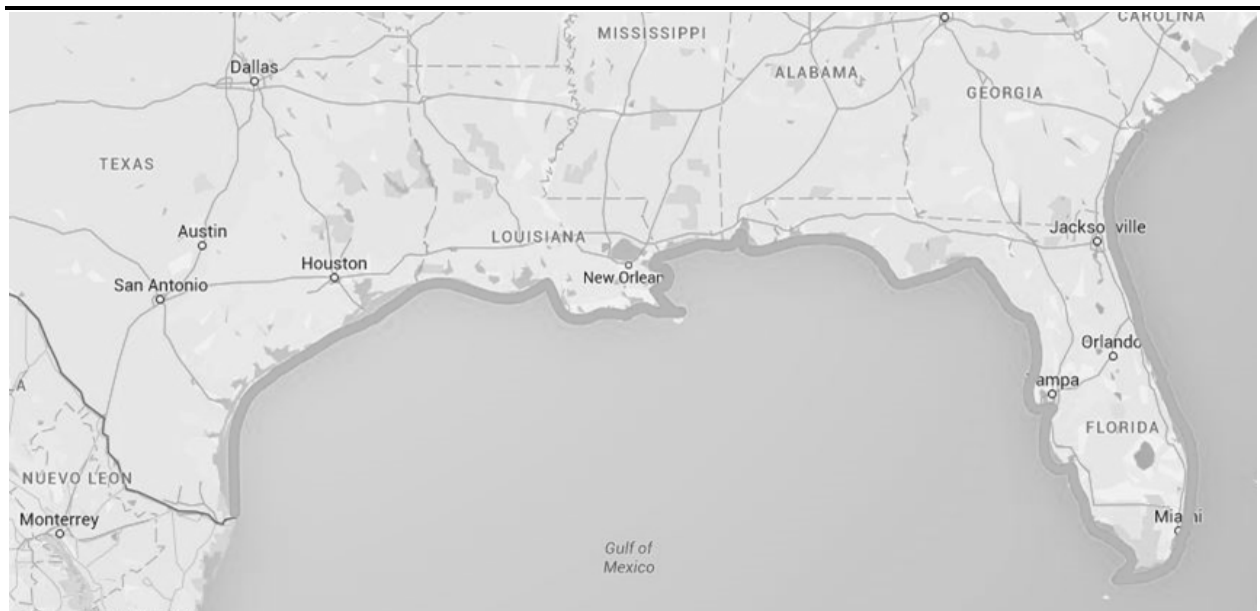 CAROLINA
MISSISSIPPI
Dallas
ALABAMA
GEORGIA
TEXAS
Austin
LOUISIANA
Jackso ville
Houston
New Orlean
San Antonio
Orlando
ampa
FLORIDA
NUEVO LEON
Monterrey
Mia i
Gulf of
Mexico